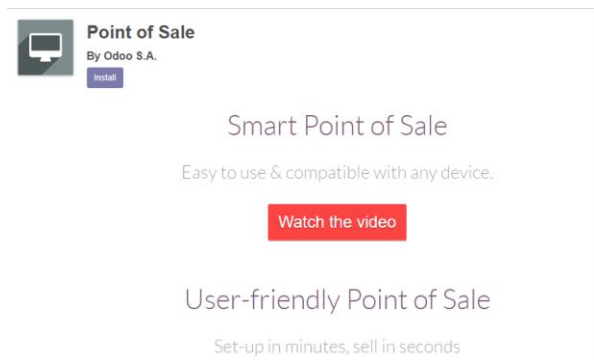 Point of Sale
By Odoo S.A.
Install
Smart Point of Sale
Easy to use & compatible with any device.
Watch the video
User-friendly Point of Sale
Set-up in minutes, sell in seconds